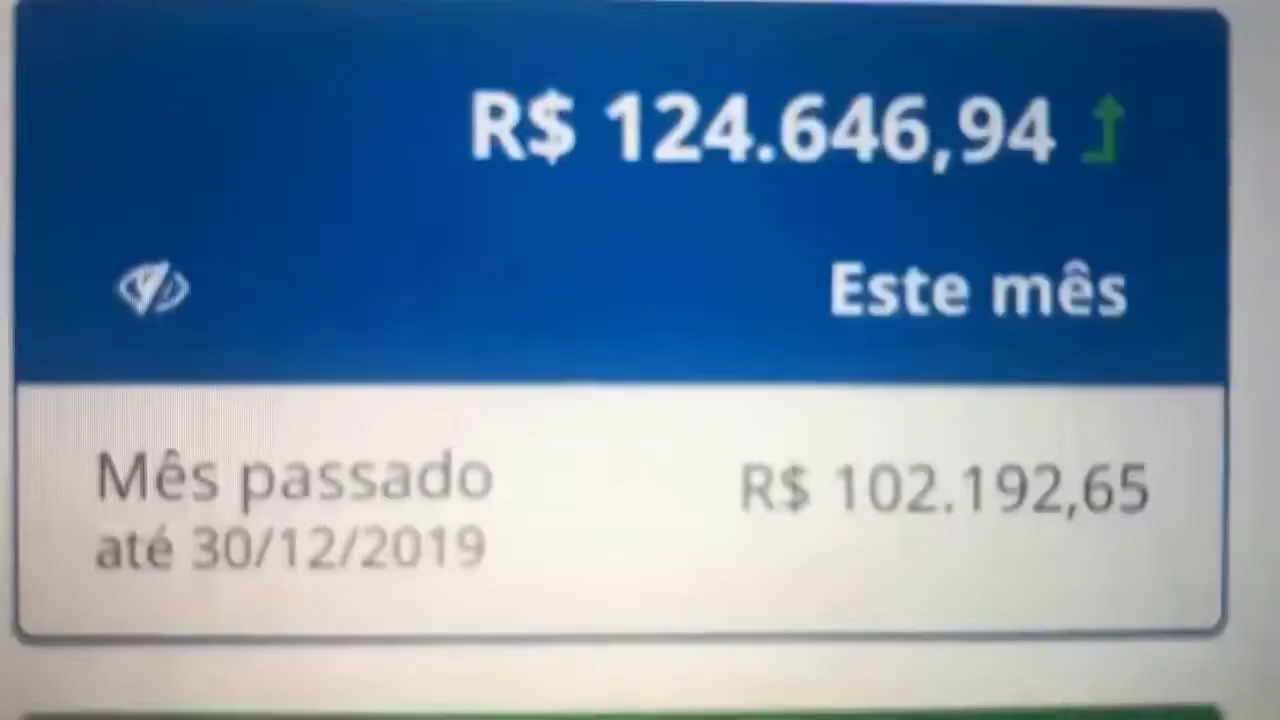 R$ 124.646,94
Este mês
Mês passado R$ 102.192,65
até 30/12/2019